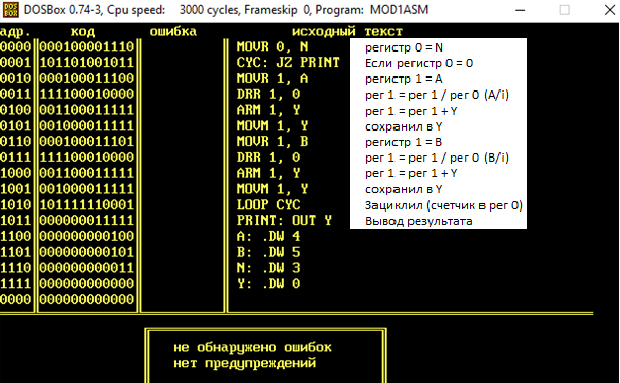 DOSBox 0.74-3, Cpu speed: 3000 cycles, Frameskip 0, Program: MOD1ASM
адр. код ошибка исходный текст
0000 000100001110 MOVR 0, N регистр 0 = N
0001 101101001011 CYC: JZ PRINT Если регистр 0 = 0
0010 000100011100 MOVR 1, A регистр 1 = A
0011 111100010000 DRR 1, 0 рег 1 = рег 1 / рег 0 (A/i)
0100 001100011111 ARM 1, Y рег 1 = рег 1 + Y
0101 001000011111 MOVM 1, Y сохранил в Y
0110 000100011101 MOVR 1, B регистр 1 = B
0111 111100010000 DRR 1, 0 рег 1 = рег 1 / рег 0 (B/i)
1000 001100011111 ARM 1, Y рег 1 = рег 1 + Y
1001 001000011111 MOVM 1, Y сохранил в Y
1010 101111110001 LOOP CYC Зациклил (счетчик в рег 0)
1011 000000011111 PRINT: OUT Y Вывод результата
1100 000000000100 A: .DW 4
1101 000000000101 B: .DW 5
1110 000000000011 N: .DW 3
1111 000000000000 Y: .DW 0
0000 000000000000
не обнаружено ошибок
нет предупреждений